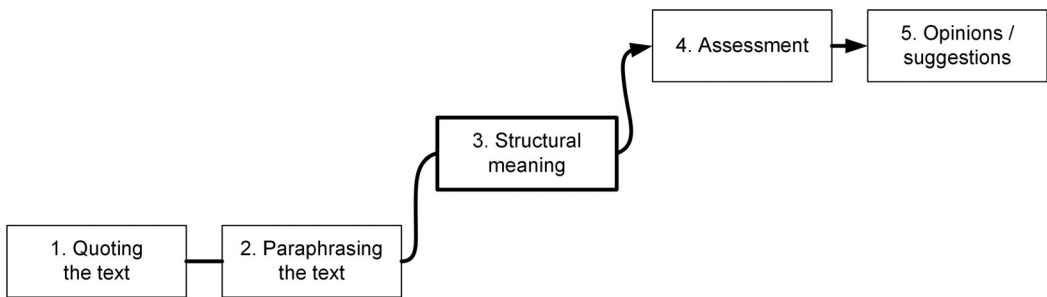 1. Quoting
the text
2. Paraphrasing
the text
3. Structural
meaning
4. Assessment
5. Opinions /
suggestions